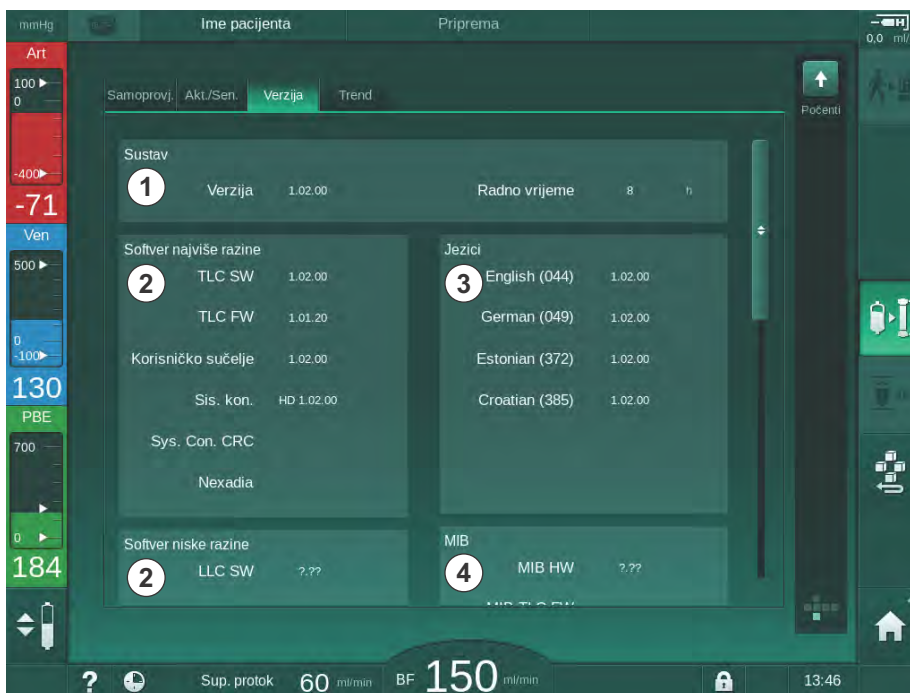 mmHg
Ime pacijenta
Priprema
0,0 ml/
Art
100
0
-400
-71
Ven
500
0
-100
130
PBE
700
0
184
Samoprovj.
Akt./Sen.
Verzija
Trend
Počenti
Sustav
1
Verzija 1.02.00
Radno vrijeme 8 h
Softver najviše razine
2
TLC SW 1.02.00
TLC FW 1.01.20
Korisničko sučelje 1.02.00
Sis. kon. HD 1.02.00
Sys. Con. CRC
Nexadia
Jezici
3
English (044) 1.02.00
German (049) 1.02.00
Estonian (372) 1.02.00
Croatian (385) 1.02.00
Softver niske razine
2
LLC SW ?.??
MIB
4
MIB HW ?.??
?
Sup. protok 60 ml/min
BF 150 ml/min
13:46